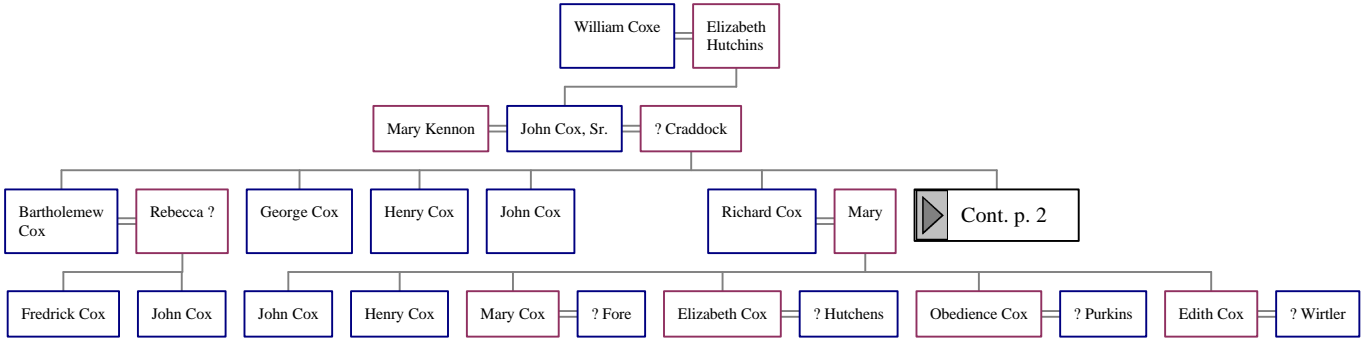 William Coxe
Elizabeth
Hutchins
Mary Kennon
John Cox, Sr.
? Craddock
Bartholemew
Cox
Rebecca ?
George Cox
Henry Cox
John Cox
Richard Cox
Mary
Cont. p. 2
Fredrick Cox
John Cox
John Cox
Henry Cox
Mary Cox
? Fore
Elizabeth Cox
? Hutchens
Obedience Cox
? Purkins
Edith Cox
? Wirtler